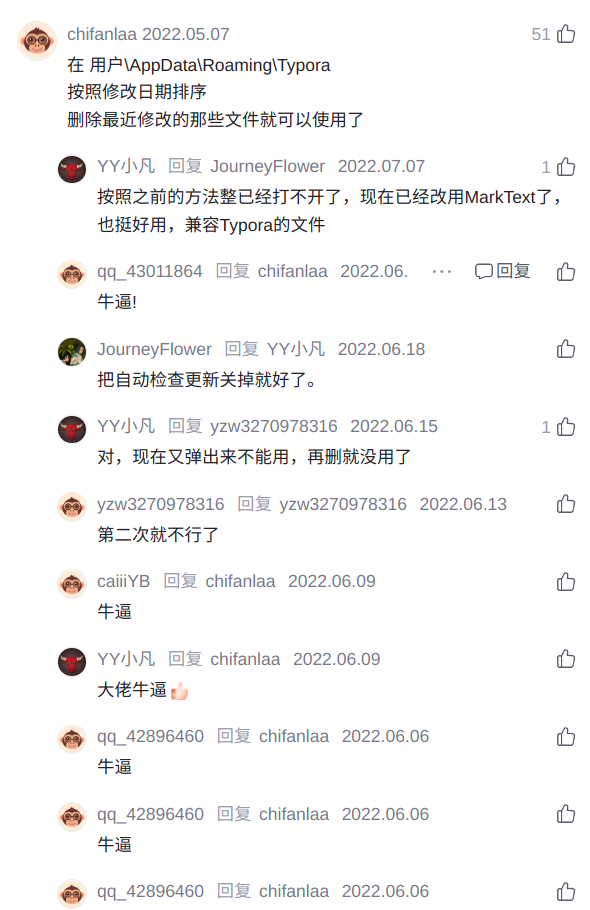 chifanlaa 2022.05.07 51
在 用户\AppData\Roaming\Typora
按照修改日期排序
删除最近修改的那些文件就可以使用了
YY小凡 回复 JourneyFlower 2022.07.07 1
按照之前的方法整已经打不开了，现在已经改用MarkText了，
也挺好用，兼容Typora的文件
qq_43011864 回复 chifanlaa 2022.06. ··· 回复
牛逼!
JourneyFlower 回复 YY小凡 2022.06.18
把自动检查更新关掉就好了。
YY小凡 回复 yzw3270978316 2022.06.15 1
对，现在又弹出来不能用，再删就没用了
yzw3270978316 回复 yzw3270978316 2022.06.13
第二次就不行了
caiiiYB 回复 chifanlaa 2022.06.09
牛逼
YY小凡 回复 chifanlaa 2022.06.09
大佬牛逼👍
qq_42896460 回复 chifanlaa 2022.06.06
牛逼
qq_42896460 回复 chifanlaa 2022.06.06
牛逼
qq_42896460 回复 chifanlaa 2022.06.06